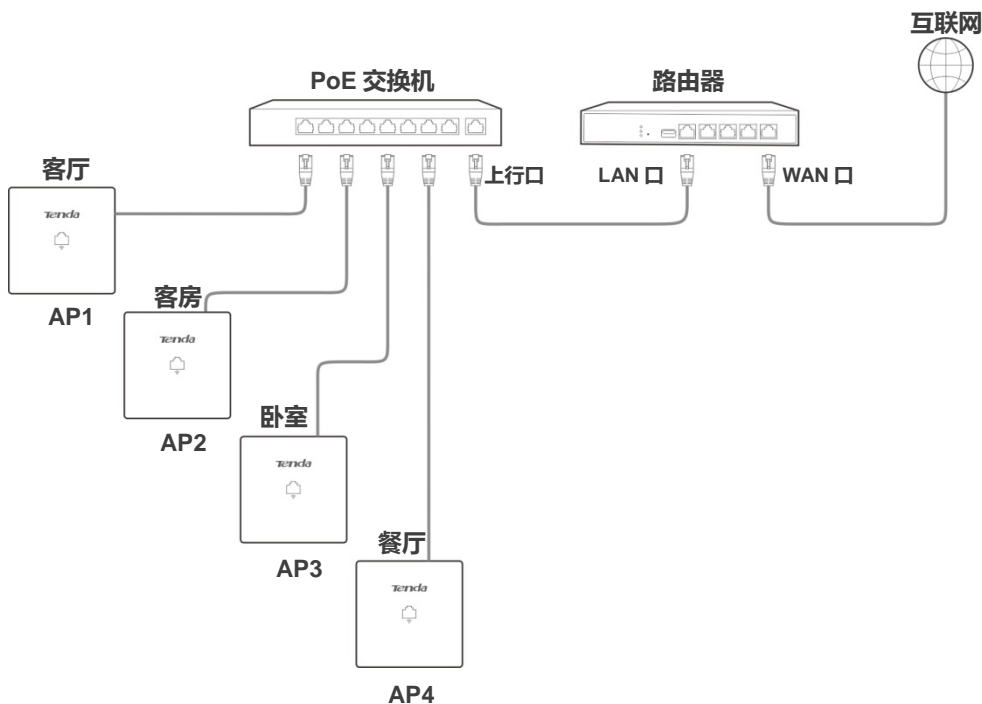 互联网
PoE 交换机
路由器
上行口
LAN 口
WAN 口
客厅
Tenda
AP1
客房
Tenda
AP2
卧室
Tenda
AP3
餐厅
Tenda
AP4